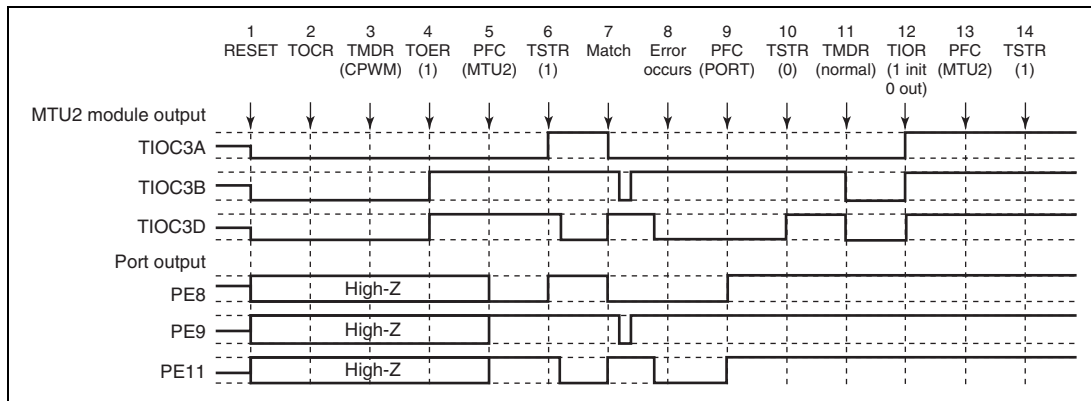 1 2 3 4 5 6 7 8 9 10 11 12 13 14
RESET TOCR TMDR TOER PFC TSTR Match Error PFC TSTR TMDR TIOR PFC TSTR
(CPWM) (1) (MTU2) (1) occurs (PORT) (0) (normal) (1 init (MTU2) (1)
0 out)
MTU2 module output
TIOC3A
TIOC3B
TIOC3D
Port output
PE8 High-Z
PE9 High-Z
PE11 High-Z